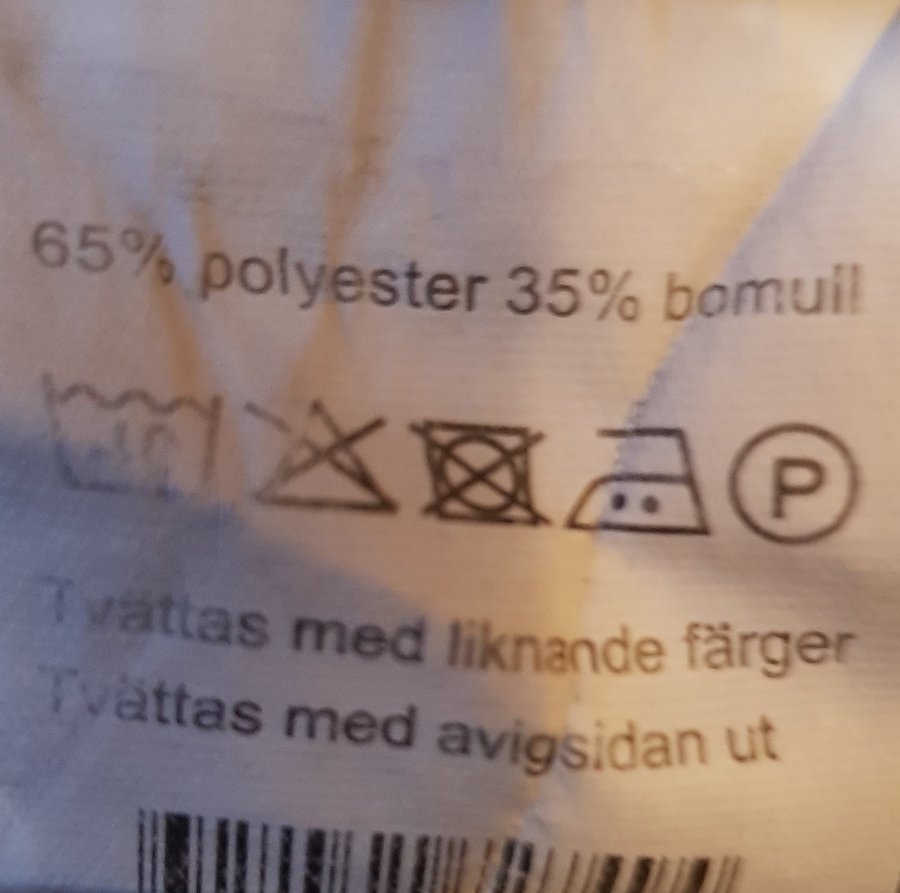 65% polyester 35% bomull
P
Tvättas med liknande färger
Tvättas med avigsidan ut